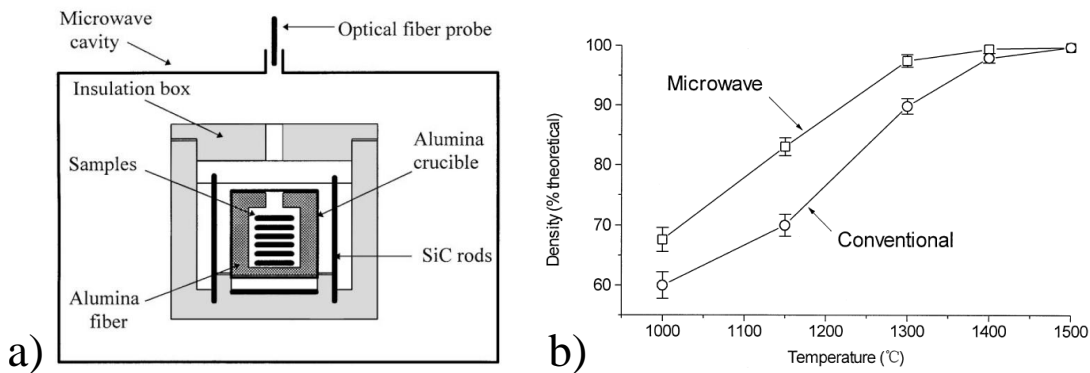 Microwave
cavity
Optical fiber probe
Insulation box
Samples
Alumina
crucible
SiC rods
Alumina
fiber
a)
100
90
80
70
60
Density (% theoretical)
Microwave
Conventional
1000
1100
1200
1300
1400
1500
Temperature (℃)
b)